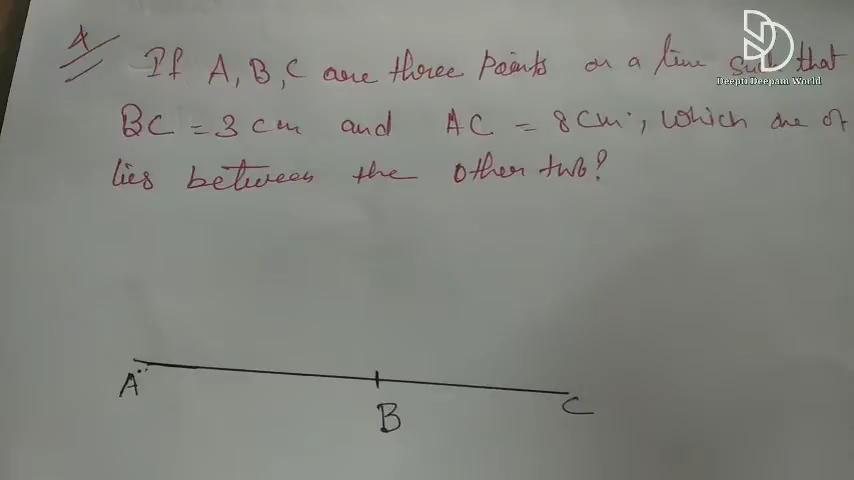 4
If A, B, C are three points on a line such that
BC = 3 cm and AC = 8 cm, which one of
lies between the other two?
Deepti Deepam World
A
B
C